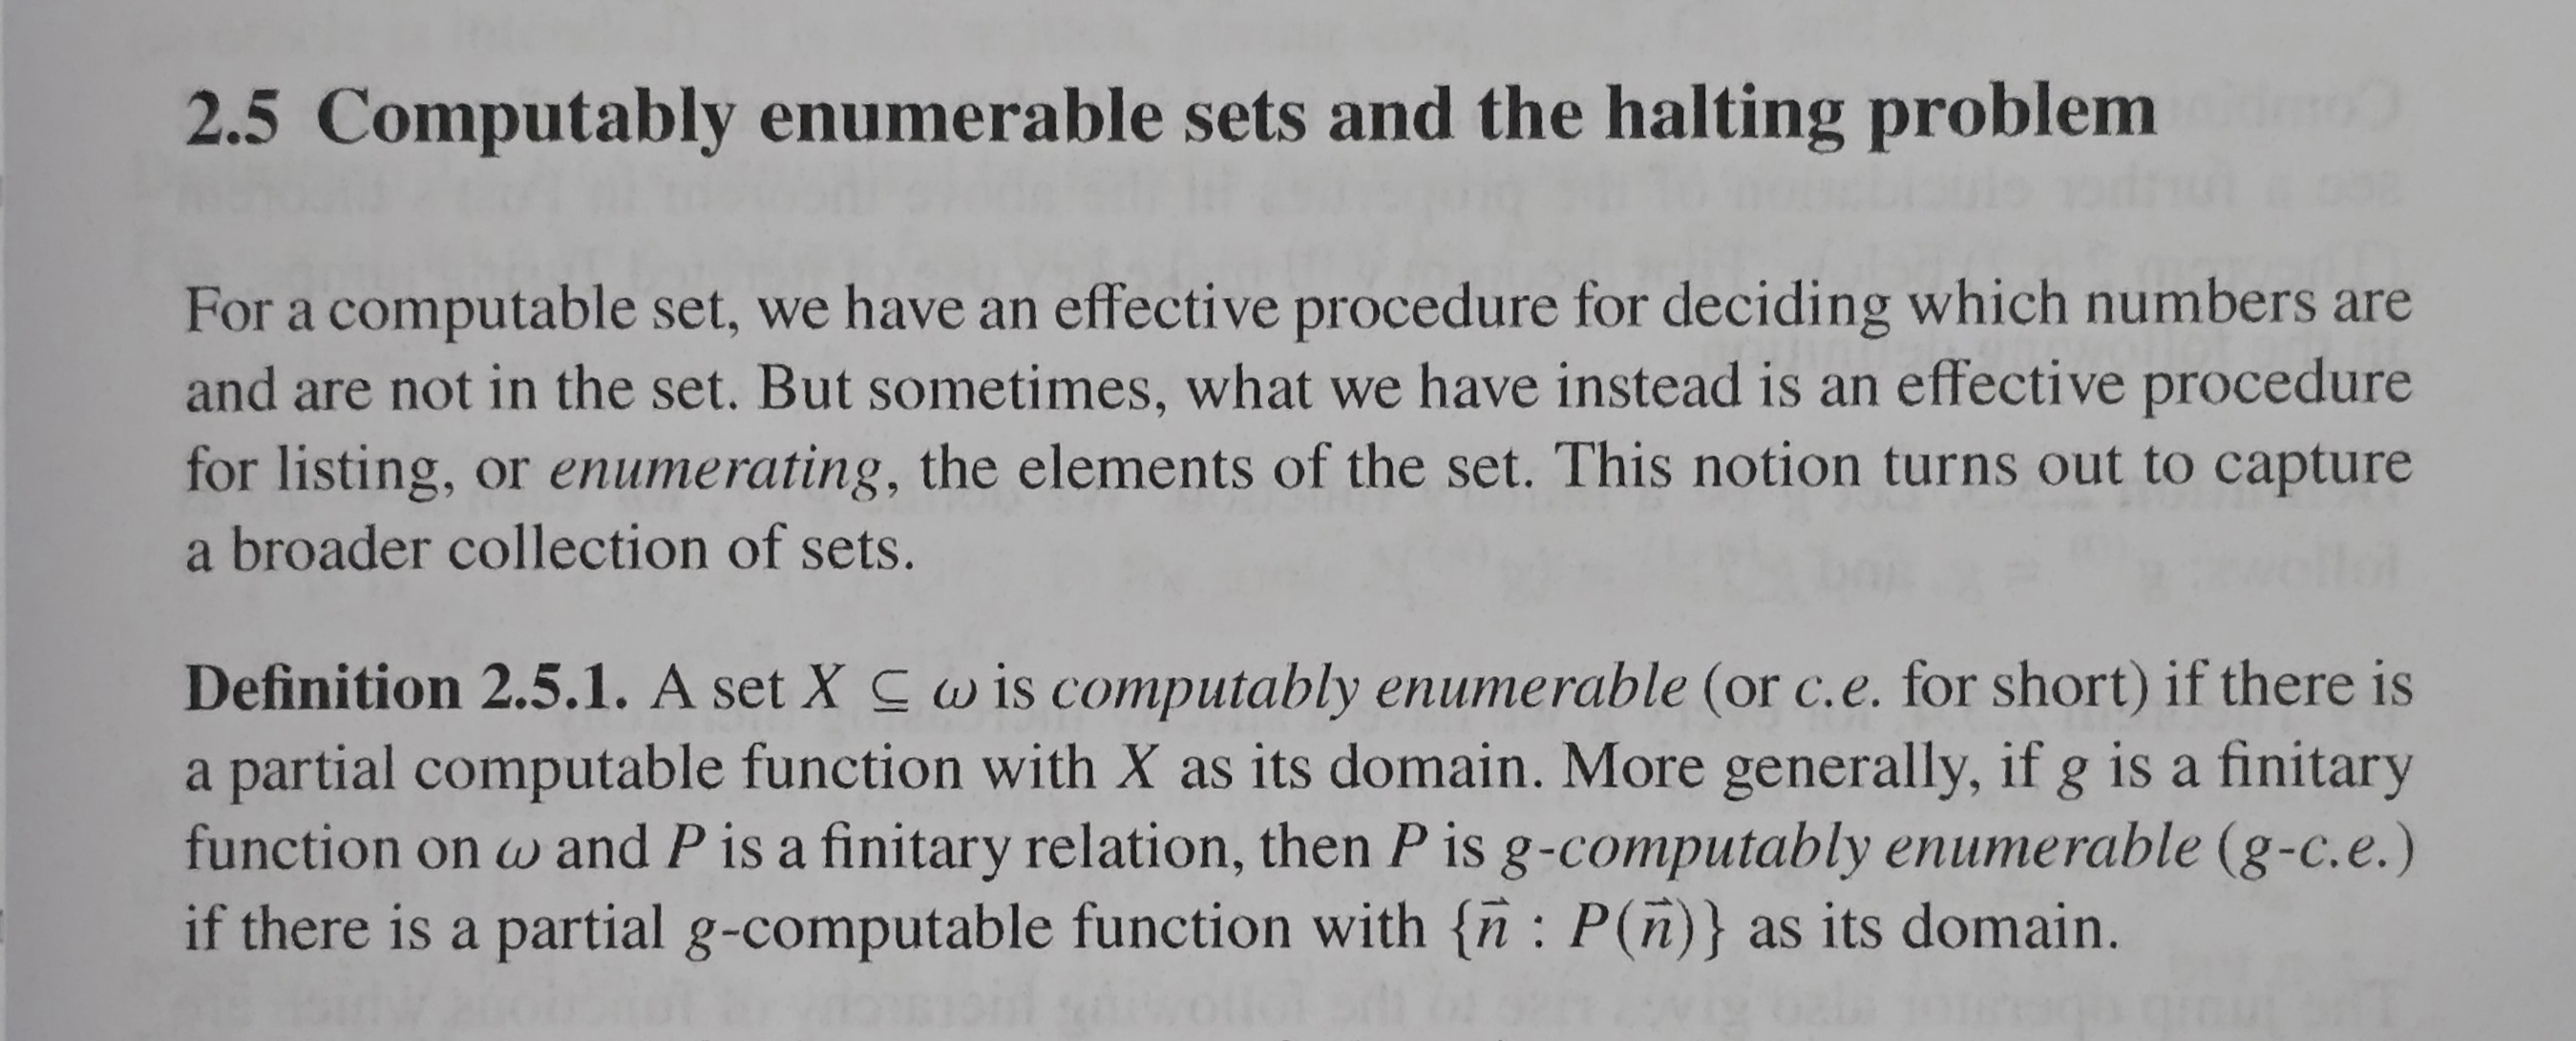 2.5 Computably enumerable sets and the halting problem
For a computable set, we have an effective procedure for deciding which numbers are
and are not in the set. But sometimes, what we have instead is an effective procedure
for listing, or enumerating, the elements of the set. This notion turns out to capture
a broader collection of sets.
Definition 2.5.1. A set X ⊆ ω is computably enumerable (or c.e. for short) if there is
a partial computable function with X as its domain. More generally, if g is a finitary
function on ω and P is a finitary relation, then P is g-computably enumerable (g-c.e.)
if there is a partial g-computable function with {n⃗ : P(n⃗)} as its domain.